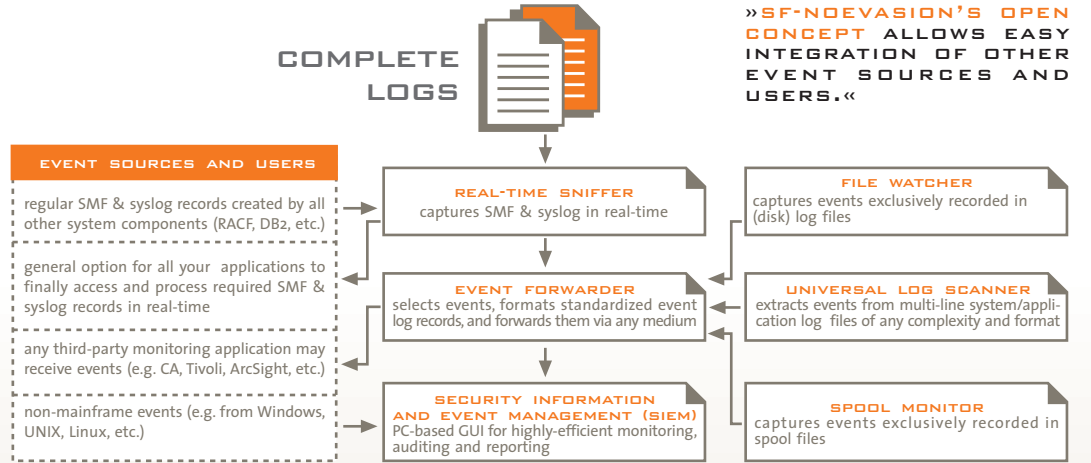 COMPLETE
LOGS
»SF-NOEVASION'S OPEN
CONCEPT ALLOWS EASY
INTEGRATION OF OTHER
EVENT SOURCES AND
USERS.«
EVENT SOURCES AND USERS
regular SMF & syslog records created by all
other system components (RACF, DB2, etc.)
general option for all your applications to
finally access and process required SMF &
syslog records in real-time
any third-party monitoring application may
receive events (e.g. CA, Tivoli, ArcSight, etc.)
non-mainframe events (e.g. from Windows,
UNIX, Linux, etc.)
REAL-TIME SNIFFER
captures SMF & syslog in real-time
EVENT FORWARDER
selects events, formats standardized event
log records, and forwards them via any medium
SECURITY INFORMATION
AND EVENT MANAGEMENT (SIEM)
PC-based GUI for highly-efficient monitoring,
auditing and reporting
FILE WATCHER
captures events exclusively recorded in
(disk) log files
UNIVERSAL LOG SCANNER
extracts events from multi-line system/appli-
cation log files of any complexity and format
SPOOL MONITOR
captures events exclusively recorded in
spool files